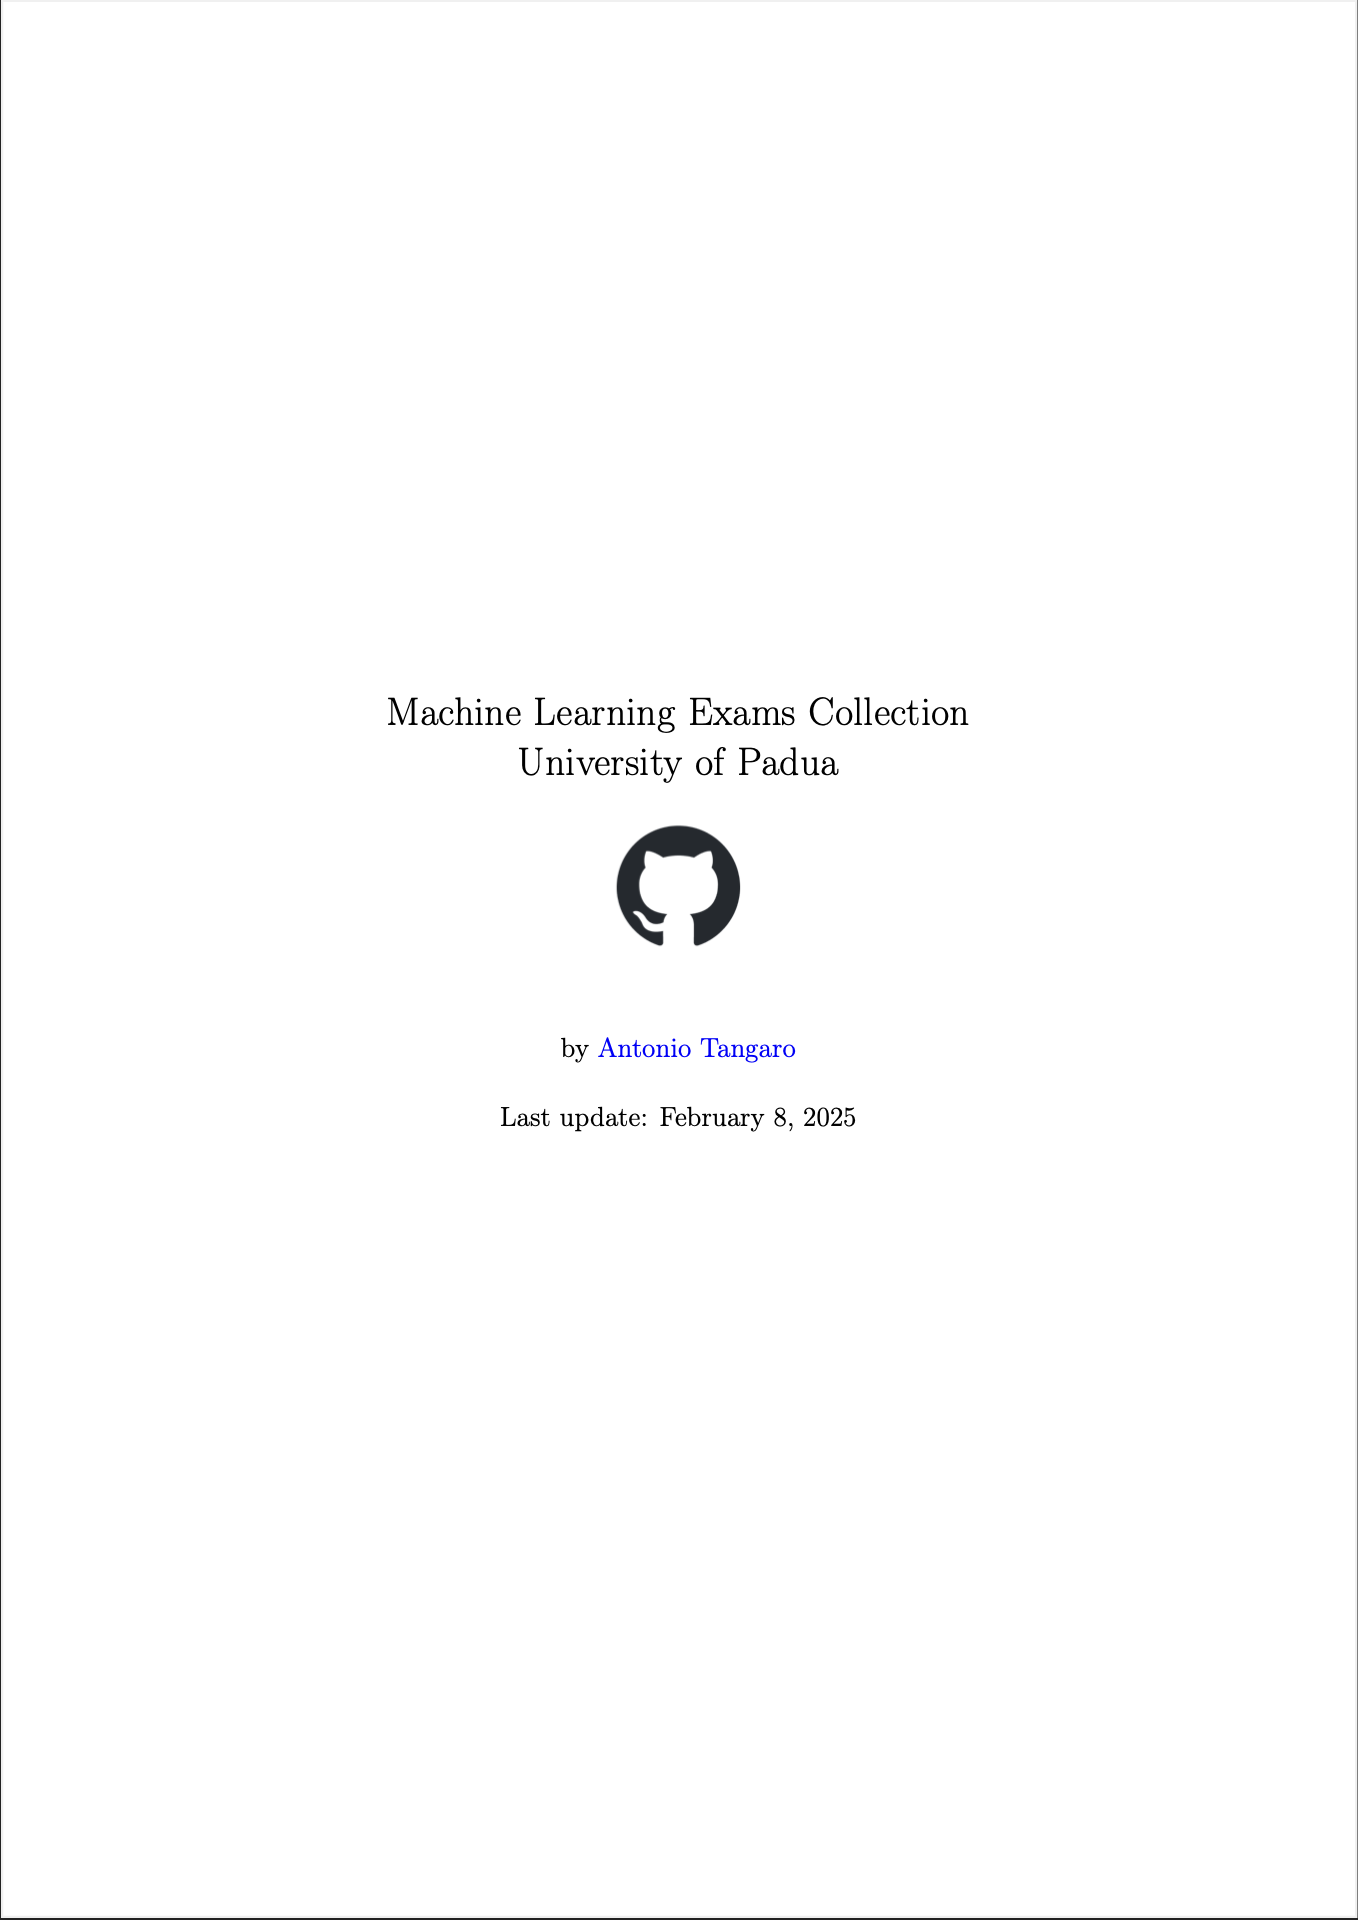 Machine Learning Exams Collection
University of Padua
by Antonio Tangaro
Last update: February 8, 2025